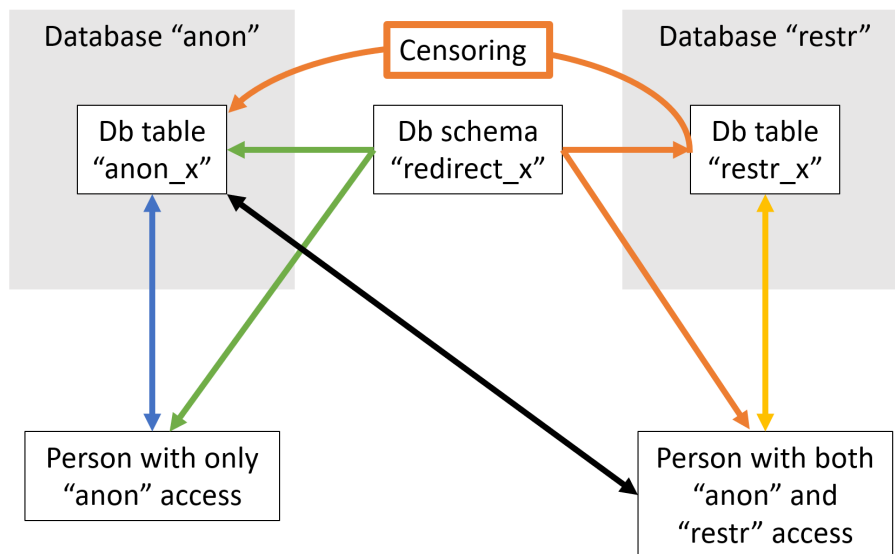 Database “anon”
Censoring
Database “restr”
Db table
“anon_x”
Db schema
“redirect_x”
Db table
“restr_x”
Person with only
“anon” access
Person with both
“anon” and
“restr” access